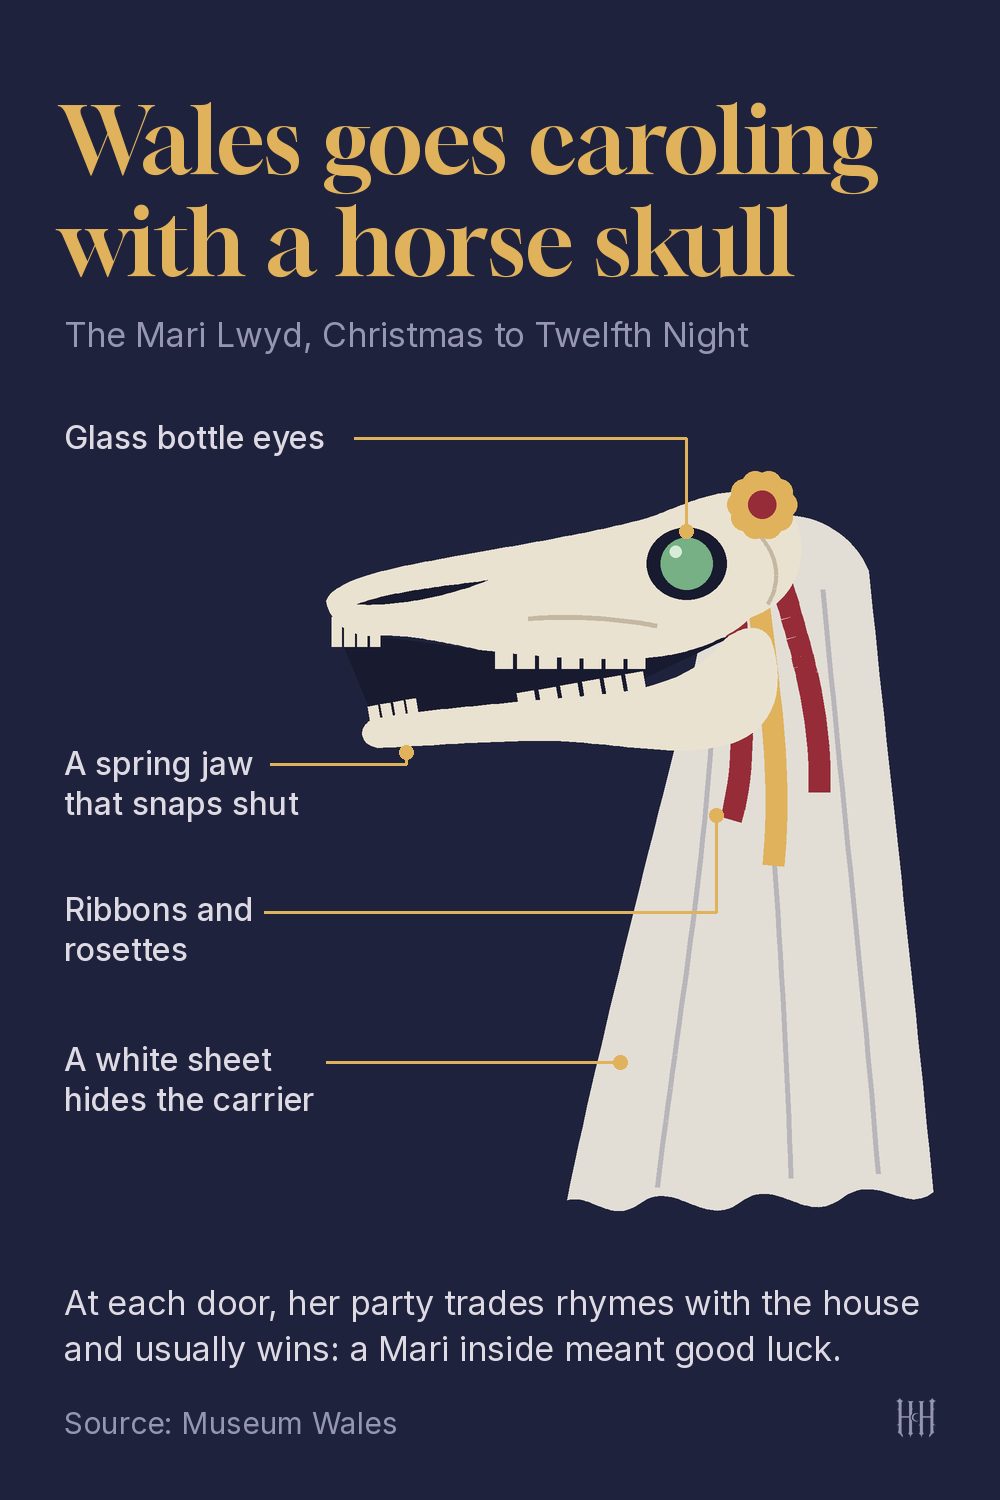 Wales goes caroling
with a horse skull
The Mari Lwyd, Christmas to Twelfth Night
Glass bottle eyes
A spring jaw
that snaps shut
Ribbons and
rosettes
A white sheet
hides the carrier
At each door, her party trades rhymes with the house
and usually wins: a Mari inside meant good luck.
Source: Museum Wales